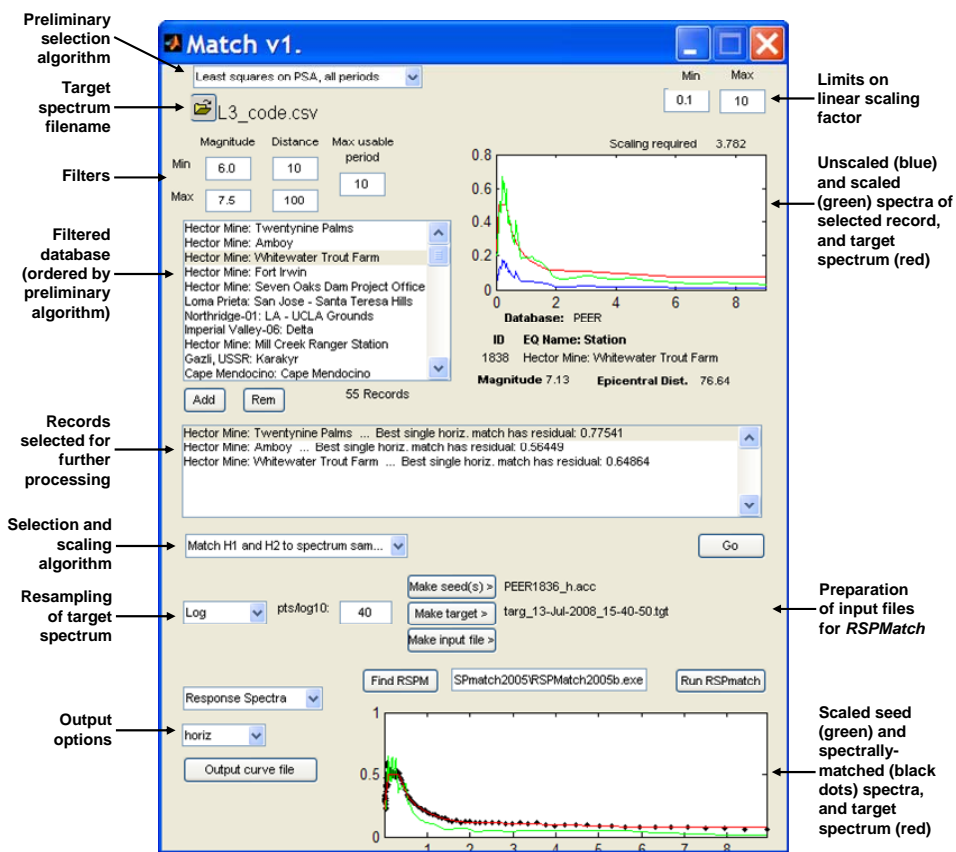 Preliminary
selection
algorithm
Match v1.
Least squares on PSA, all periods
Min Max
0.1 10
Limits on
linear scaling
factor
Target
spectrum
filename
L3_code.csv
Filters
Magnitude Distance Max usable
period
Min 6.0 10 10
Max 7.5 100
Scaling required 3.782
0.8
0.6
0.4
0.2
0
0 2 4 6 8
Unscaled (blue)
and scaled
(green) spectra of
selected record,
and target
spectrum (red)
Filtered
database
(ordered by
preliminary
algorithm)
Hector Mine: Twentynine Palms
Hector Mine: Amboy
Hector Mine: Whitewater Trout Farm
Hector Mine: Fort Irwin
Hector Mine: Seven Oaks Dam Project Office
Loma Prieta: San Jose - Santa Teresa Hills
Northridge-01: LA - UCLA Grounds
Imperial Valley-06: Delta
Hector Mine: Mill Creek Ranger Station
Gazli, USSR: Karakyr
Cape Mendocino: Cape Mendocino
Database: PEER
ID EQ Name: Station
1838 Hector Mine: Whitewater Trout Farm
Magnitude 7.13 Epicentral Dist. 76.64
Add Rem 55 Records
Records
selected for
further
processing
Hector Mine: Twentynine Palms ... Best single horiz. match has residual: 0.77541
Hector Mine: Amboy ... Best single horiz. match has residual: 0.56449
Hector Mine: Whitewater Trout Farm ... Best single horiz. match has residual: 0.64864
Selection and
scaling
algorithm
Match H1 and H2 to spectrum sam...
Go
Resampling
of target
spectrum
Log pts/log10: 40
Make seed(s) > PEER1836_h.acc
Make target > targ_13-Jul-2008_15-40-50.tgt
Make input file >
Preparation
of input files
for RSPMatch
Find RSPM SPmatch2005\RSPMatch2005b.exe Run RSPmatch
Output
options
Response Spectra
horiz
Output curve file
1
0.5
0
1 2 3 4 5 6 7 8
Scaled seed
(green) and
spectrally-
matched (black
dots) spectra,
and target
spectrum (red)